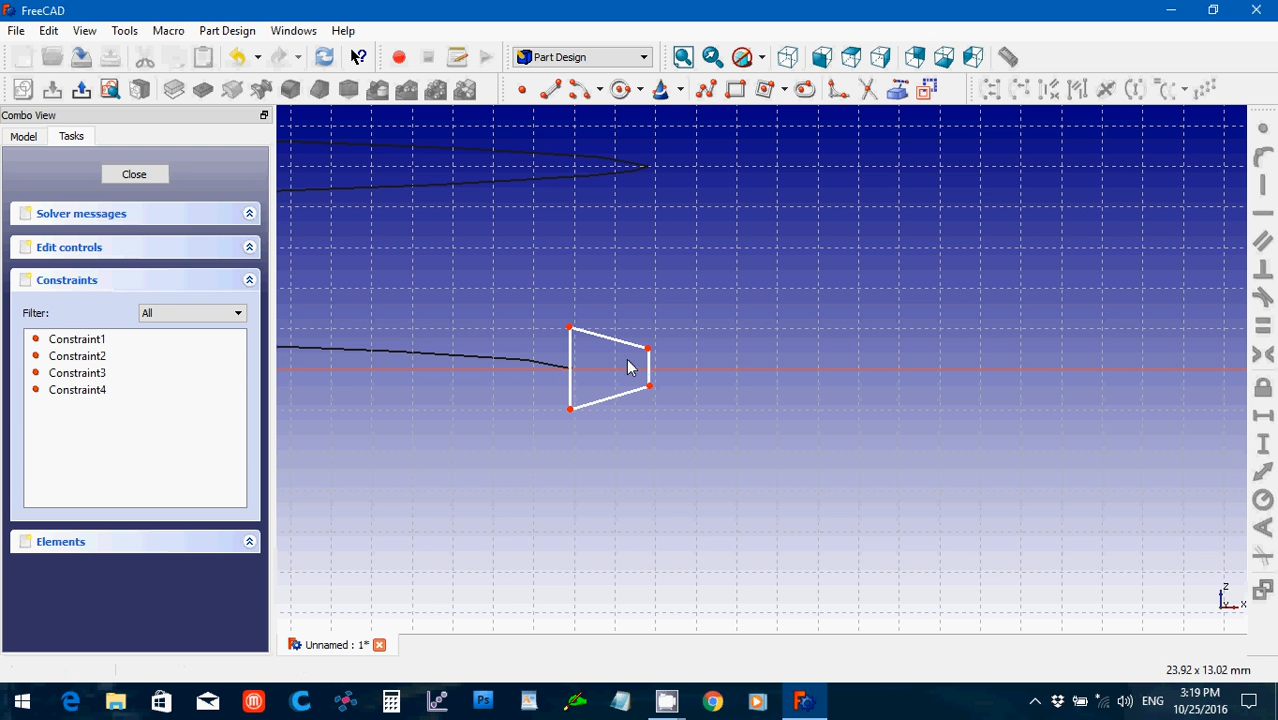 FreeCAD
File Edit View Tools Macro Part Design Windows Help
Part Design
Combo View
Model Tasks
Close
Solver messages
Edit controls
Constraints
Filter: All
Constraint1
Constraint2
Constraint3
Constraint4
Elements
Z
Y X
Unnamed : 1*
23.92 x 13.02 mm
Ps
ENG
3:19 PM
10/25/2016